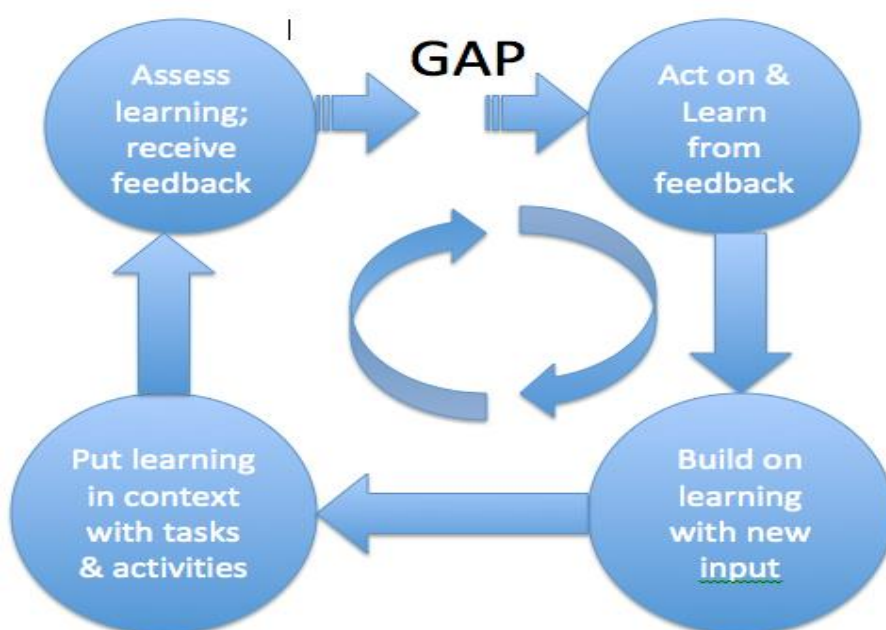 Assess
learning;
receive
feedback
GAP
Act on &
Learn
from
feedback
Put learning
in context
with tasks
& activities
Build on
learning
with new
input